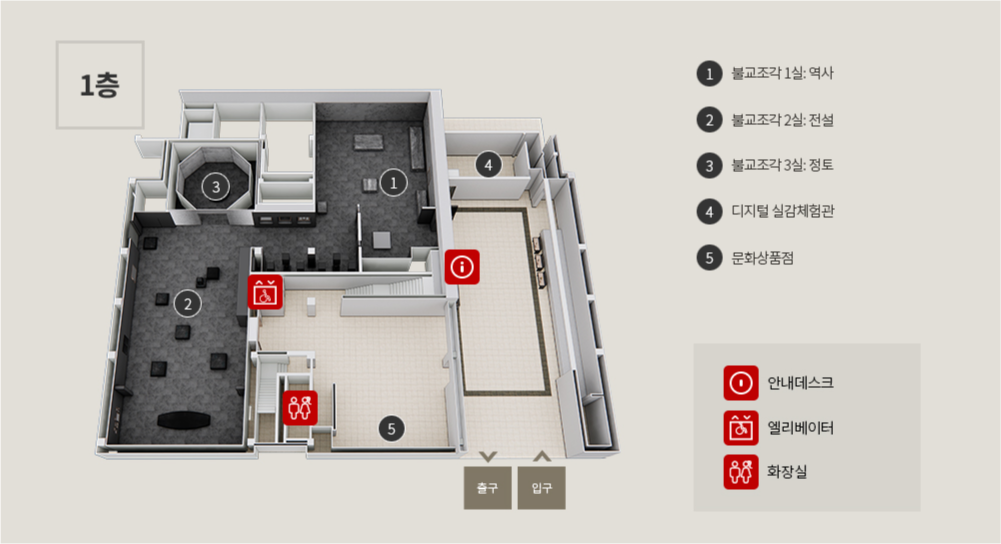 1층
1 불교조각 1실: 역사
2 불교조각 2실: 전설
3 불교조각 3실: 정토
4 디지털 실감체험관
5 문화상품점
3
1
4
2
5
안내데스크
엘리베이터
화장실
출구
입구